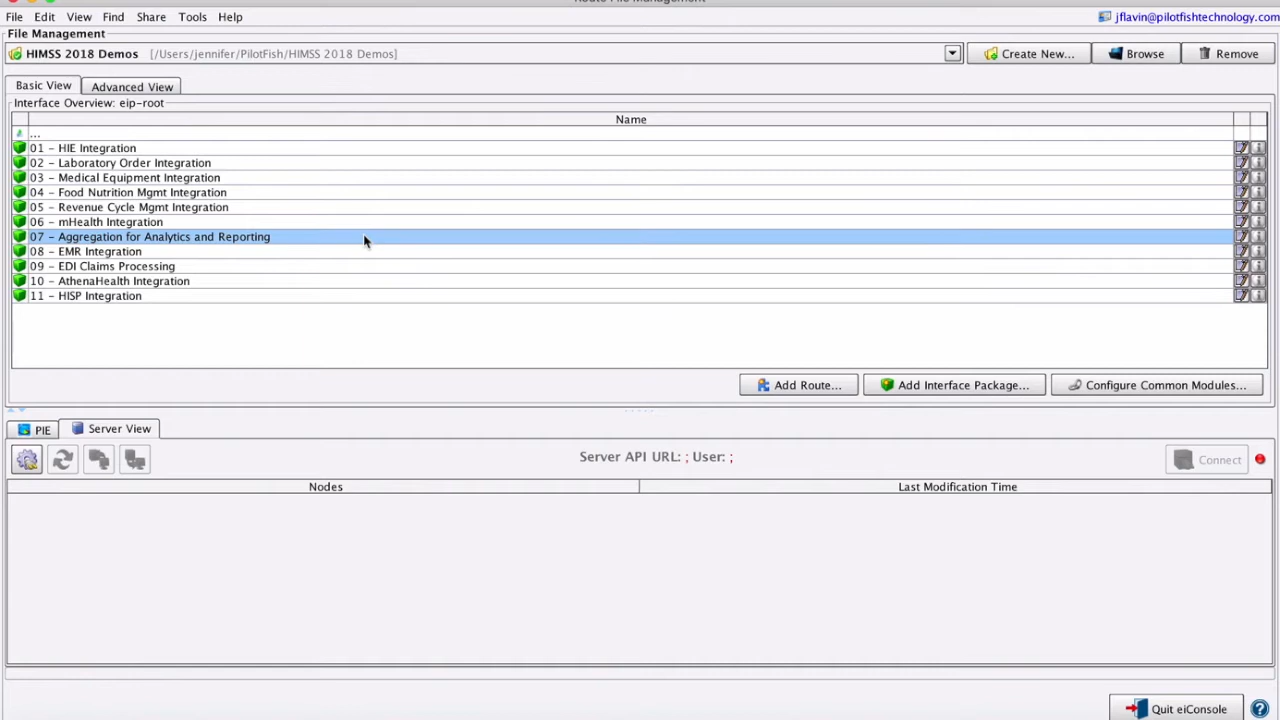 Route File Management
File Edit View Find Share Tools Help jflavin@pilotfishtechnology.com
File Management
HIMSS 2018 Demos [/Users/jennifer/PilotFish/HIMSS 2018 Demos] Create New... Browse Remove
Basic View Advanced View
Interface Overview: eip-root
Name
...
01 - HIE Integration
02 - Laboratory Order Integration
03 - Medical Equipment Integration
04 - Food Nutrition Mgmt Integration
05 - Revenue Cycle Mgmt Integration
06 - mHealth Integration
07 - Aggregation for Analytics and Reporting
08 - EMR Integration
09 - EDI Claims Processing
10 - AthenaHealth Integration
11 - HISP Integration
Add Route... Add Interface Package... Configure Common Modules...
PIE Server View
Server API URL: ; User: ; Connect
Nodes Last Modification Time
Quit eiConsole ?